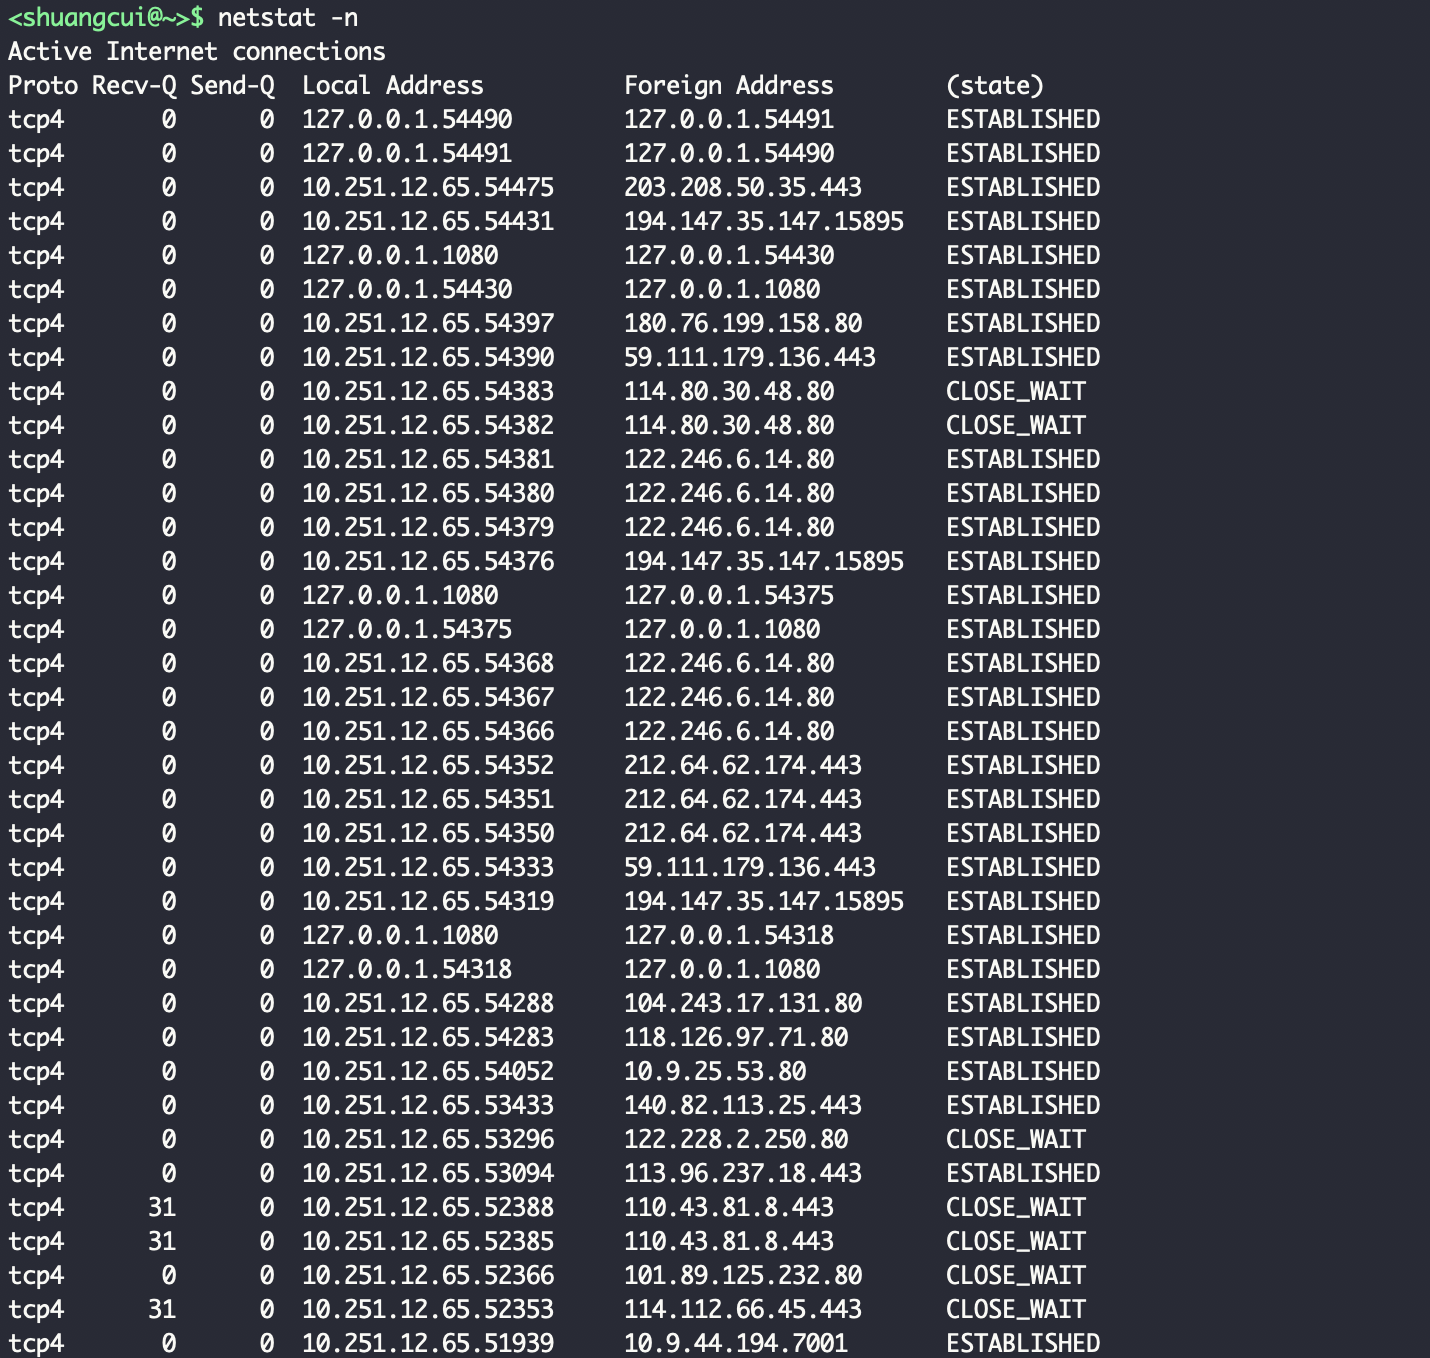 <shuangcui@~>$ netstat -n
Active Internet connections
Proto Recv-Q Send-Q  Local Address          Foreign Address        (state)
tcp4       0      0  127.0.0.1.54490        127.0.0.1.54491        ESTABLISHED
tcp4       0      0  127.0.0.1.54491        127.0.0.1.54490        ESTABLISHED
tcp4       0      0  10.251.12.65.54475     203.208.50.35.443      ESTABLISHED
tcp4       0      0  10.251.12.65.54431     194.147.35.147.15895   ESTABLISHED
tcp4       0      0  127.0.0.1.1080         127.0.0.1.54430        ESTABLISHED
tcp4       0      0  127.0.0.1.54430        127.0.0.1.1080         ESTABLISHED
tcp4       0      0  10.251.12.65.54397     180.76.199.158.80      ESTABLISHED
tcp4       0      0  10.251.12.65.54390     59.111.179.136.443     ESTABLISHED
tcp4       0      0  10.251.12.65.54383     114.80.30.48.80        CLOSE_WAIT
tcp4       0      0  10.251.12.65.54382     114.80.30.48.80        CLOSE_WAIT
tcp4       0      0  10.251.12.65.54381     122.246.6.14.80        ESTABLISHED
tcp4       0      0  10.251.12.65.54380     122.246.6.14.80        ESTABLISHED
tcp4       0      0  10.251.12.65.54379     122.246.6.14.80        ESTABLISHED
tcp4       0      0  10.251.12.65.54376     194.147.35.147.15895   ESTABLISHED
tcp4       0      0  127.0.0.1.1080         127.0.0.1.54375        ESTABLISHED
tcp4       0      0  127.0.0.1.54375        127.0.0.1.1080         ESTABLISHED
tcp4       0      0  10.251.12.65.54368     122.246.6.14.80        ESTABLISHED
tcp4       0      0  10.251.12.65.54367     122.246.6.14.80        ESTABLISHED
tcp4       0      0  10.251.12.65.54366     122.246.6.14.80        ESTABLISHED
tcp4       0      0  10.251.12.65.54352     212.64.62.174.443      ESTABLISHED
tcp4       0      0  10.251.12.65.54351     212.64.62.174.443      ESTABLISHED
tcp4       0      0  10.251.12.65.54350     212.64.62.174.443      ESTABLISHED
tcp4       0      0  10.251.12.65.54333     59.111.179.136.443     ESTABLISHED
tcp4       0      0  10.251.12.65.54319     194.147.35.147.15895   ESTABLISHED
tcp4       0      0  127.0.0.1.1080         127.0.0.1.54318        ESTABLISHED
tcp4       0      0  127.0.0.1.54318        127.0.0.1.1080         ESTABLISHED
tcp4       0      0  10.251.12.65.54288     104.243.17.131.80      ESTABLISHED
tcp4       0      0  10.251.12.65.54283     118.126.97.71.80       ESTABLISHED
tcp4       0      0  10.251.12.65.54052     10.9.25.53.80          ESTABLISHED
tcp4       0      0  10.251.12.65.53433     140.82.113.25.443      ESTABLISHED
tcp4       0      0  10.251.12.65.53296     122.228.2.250.80       CLOSE_WAIT
tcp4       0      0  10.251.12.65.53094     113.96.237.18.443      ESTABLISHED
tcp4      31      0  10.251.12.65.52388     110.43.81.8.443        CLOSE_WAIT
tcp4      31      0  10.251.12.65.52385     110.43.81.8.443        CLOSE_WAIT
tcp4       0      0  10.251.12.65.52366     101.89.125.232.80      CLOSE_WAIT
tcp4      31      0  10.251.12.65.52353     114.112.66.45.443      CLOSE_WAIT
tcp4       0      0  10.251.12.65.51939     10.9.44.194.7001       ESTABLISHED